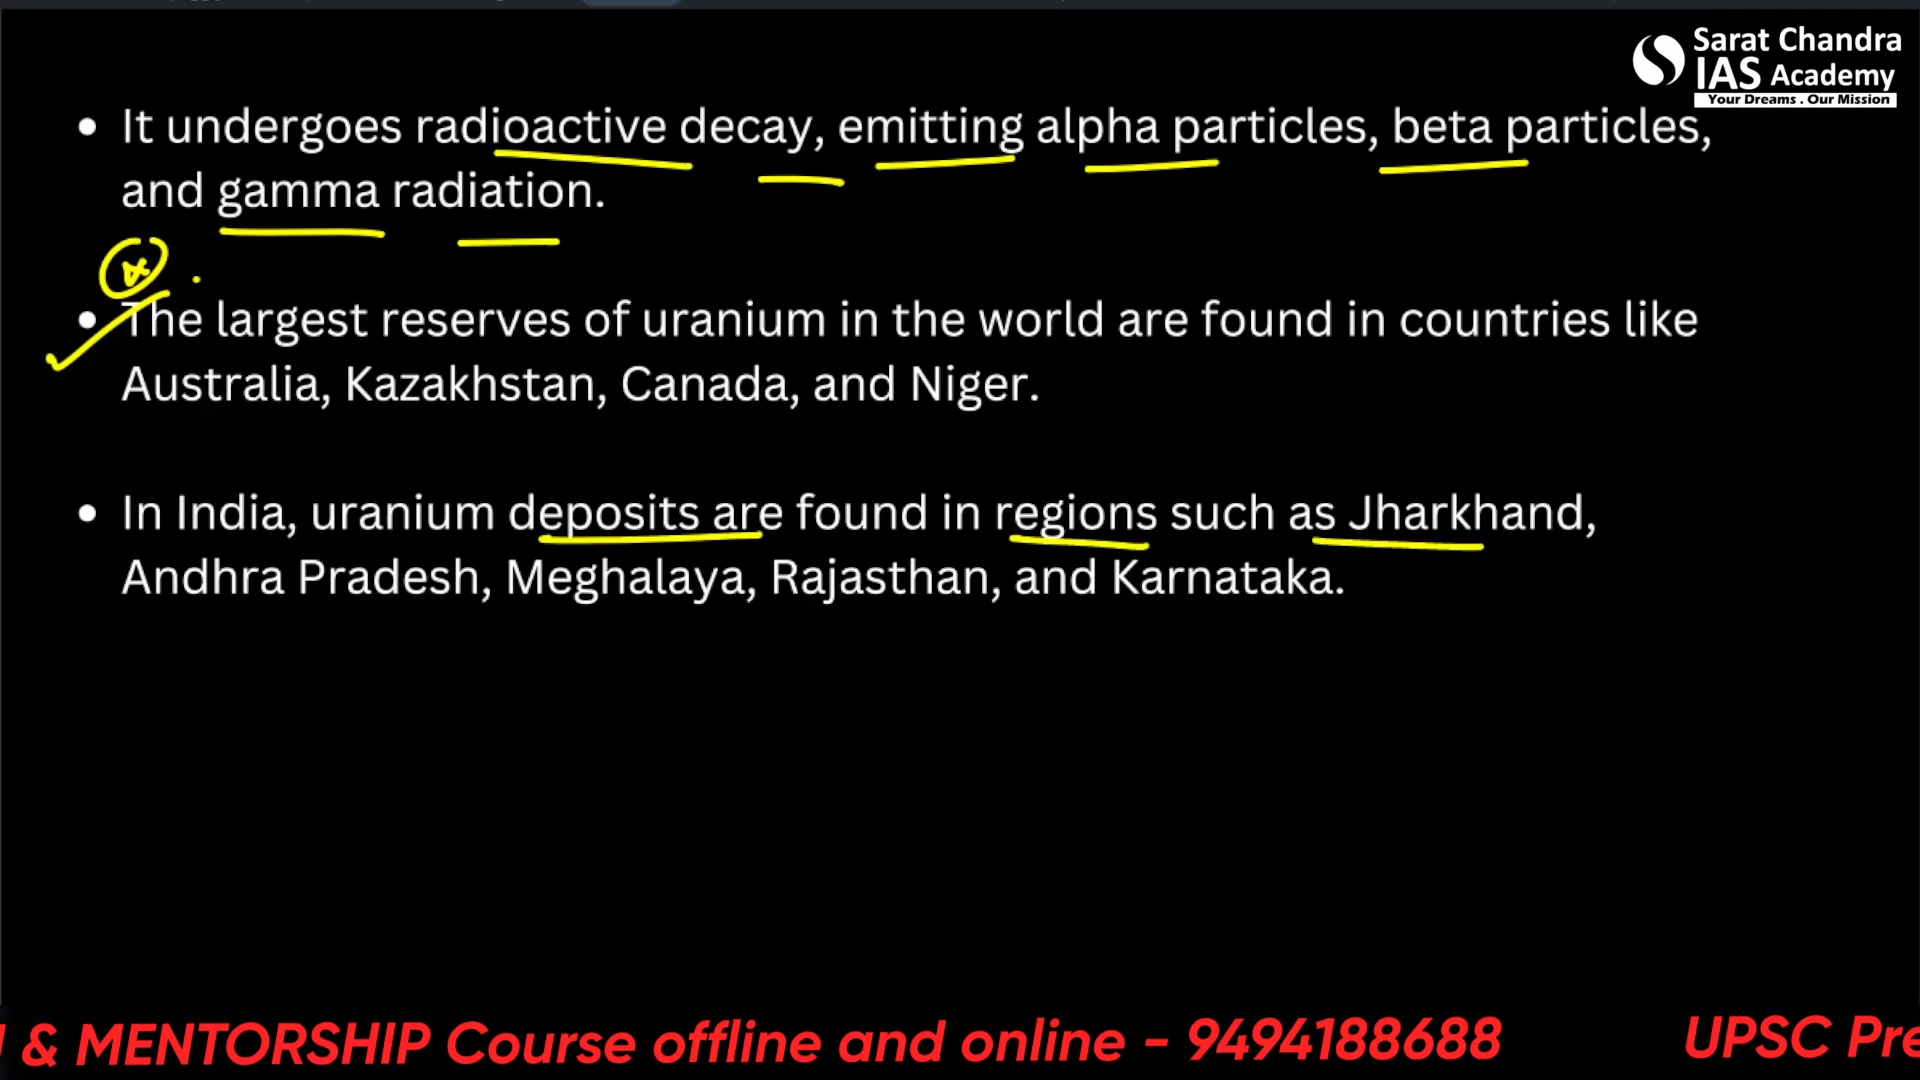 Sarat Chandra
IAS Academy
Your Dreams . Our Mission
• It undergoes radioactive decay, emitting alpha particles, beta particles,
and gamma radiation.
• The largest reserves of uranium in the world are found in countries like
Australia, Kazakhstan, Canada, and Niger.
• In India, uranium deposits are found in regions such as Jharkhand,
Andhra Pradesh, Meghalaya, Rajasthan, and Karnataka.
& MENTORSHIP Course offline and online - 9494188688 UPSC Pre